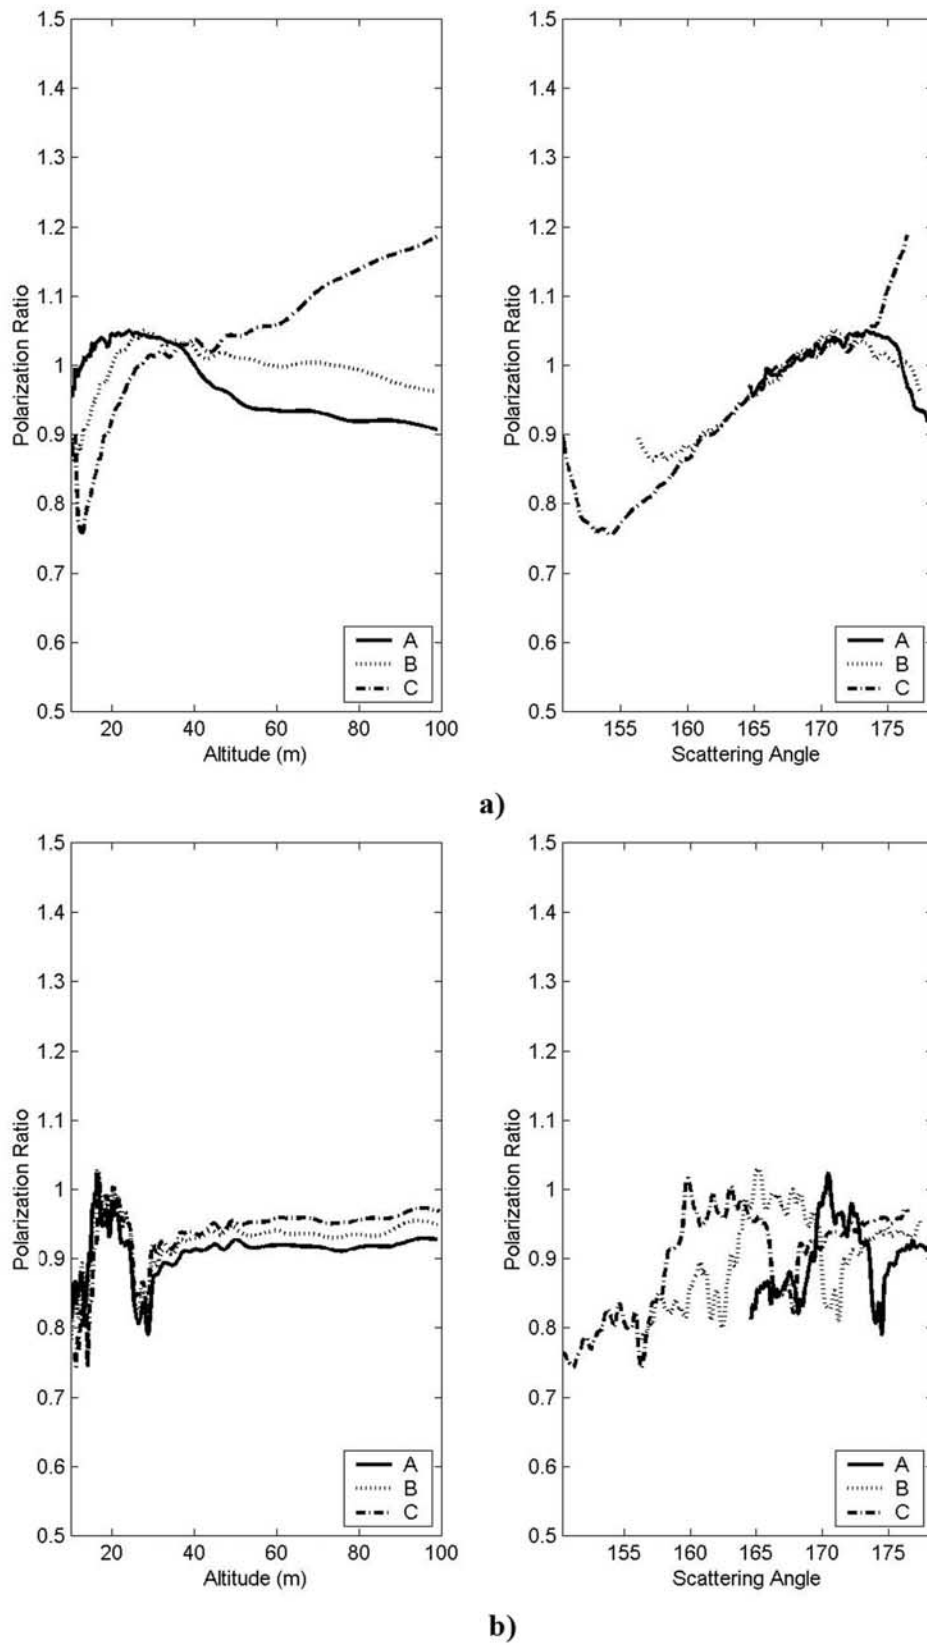 1.5
1.4
1.3
1.2
1.1
1
0.9
0.8
0.7
0.6
0.5
Polarization Ratio
A
B
C
20 40 60 80 100
Altitude (m)
1.5
1.4
1.3
1.2
1.1
1
0.9
0.8
0.7
0.6
0.5
Polarization Ratio
A
B
C
155 160 165 170 175
Scattering Angle
a)
1.5
1.4
1.3
1.2
1.1
1
0.9
0.8
0.7
0.6
0.5
Polarization Ratio
A
B
C
20 40 60 80 100
Altitude (m)
1.5
1.4
1.3
1.2
1.1
1
0.9
0.8
0.7
0.6
0.5
Polarization Ratio
A
B
C
155 160 165 170 175
Scattering Angle
b)